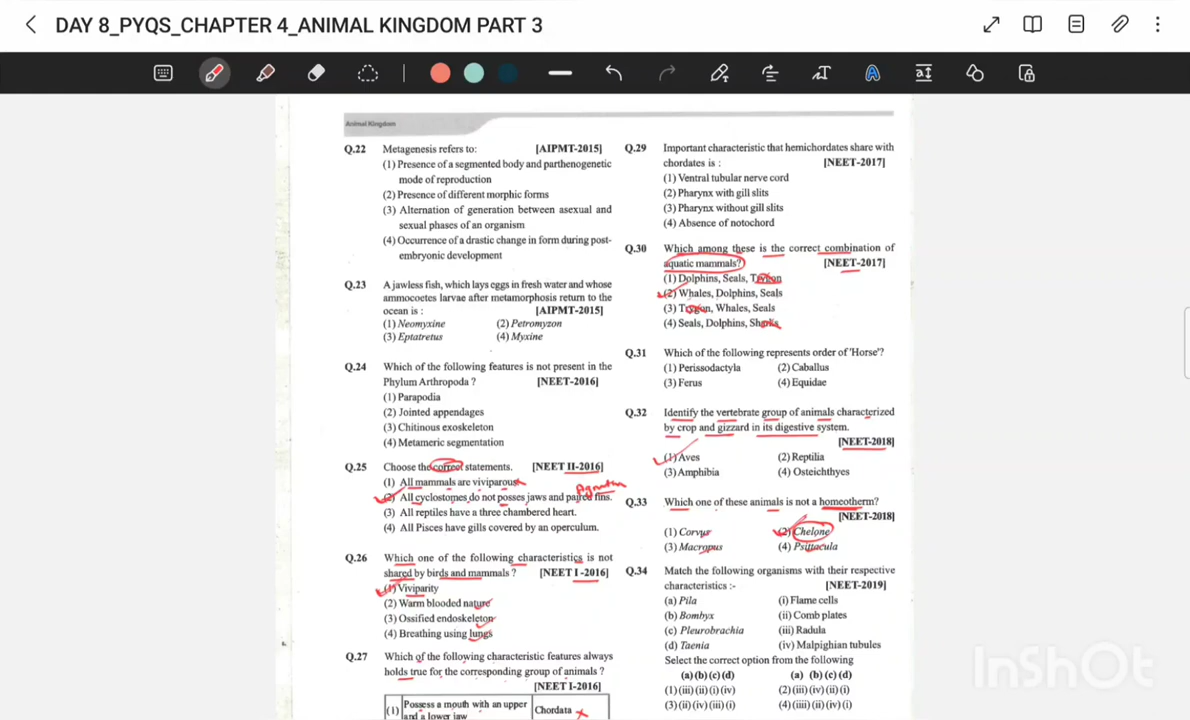 DAY 8_PYQS_CHAPTER 4_ANIMAL KINGDOM PART 3
Animal Kingdom
Q.22 Metagenesis refers to: [AIPMT-2015]
(1) Presence of a segmented body and parthenogenetic
mode of reproduction
(2) Presence of different morphic forms
(3) Alternation of generation between asexual and
sexual phases of an organism
(4) Occurrence of a drastic change in form during post-
embryonic development
Q.23 A jawless fish, which lays eggs in fresh water and whose
ammocoetes larvae after metamorphosis return to the
ocean is : [AIPMT-2015]
(1) Neomyxine (2) Petromyzon
(3) Eptatretus (4) Myxine
Q.24 Which of the following features is not present in the
Phylum Arthropoda ? [NEET-2016]
(1) Parapodia
(2) Jointed appendages
(3) Chitinous exoskeleton
(4) Metameric segmentation
Q.25 Choose the correct statements. [NEET II-2016]
(1) All mammals are viviparous
Agnatha
(2) All cyclostomes do not posses jaws and paired fins.
(3) All reptiles have a three chambered heart.
(4) All Pisces have gills covered by an operculum.
Q.26 Which one of the following characteristics is not
shared by birds and mammals ? [NEET I-2016]
(1) Viviparity
(2) Warm blooded nature
(3) Ossified endoskeleton
(4) Breathing using lungs
Q.27 Which of the following characteristic features always
holds true for the corresponding group of animals ?
[NEET I-2016]
(1) Possess a mouth with an upper
and a lower jaw Chordata
Q.29 Important characteristic that hemichordates share with
chordates is : [NEET-2017]
(1) Ventral tubular nerve cord
(2) Pharynx with gill slits
(3) Pharynx without gill slits
(4) Absence of notochord
Q.30 Which among these is the correct combination of
aquatic mammals? [NEET-2017]
(1) Dolphins, Seals, Trygon
(2) Whales, Dolphins, Seals
(3) Trygon, Whales, Seals
(4) Seals, Dolphins, Sharks
Q.31 Which of the following represents order of 'Horse'?
(1) Perissodactyla (2) Caballus
(3) Ferus (4) Equidae
Q.32 Identify the vertebrate group of animals characterized
by crop and gizzard in its digestive system.
[NEET-2018]
(1) Aves (2) Reptilia
(3) Amphibia (4) Osteichthyes
Q.33 Which one of these animals is not a homeotherm?
[NEET-2018]
(1) Corvus (2) Chelone
(3) Macropus (4) Psittacula
Q.34 Match the following organisms with their respective
characteristics :- [NEET-2019]
(a) Pila (i) Flame cells
(b) Bombyx (ii) Comb plates
(c) Pleurobrachia (iii) Radula
(d) Taenia (iv) Malpighian tubules
Select the correct option from the following
(a) (b) (c) (d) (a) (b) (c) (d)
(1) (iii) (ii) (i) (iv) (2) (iii) (iv) (ii) (i)
(3) (ii) (iv) (iii) (i) (4) (iii) (ii) (iv) (i)
InShOt